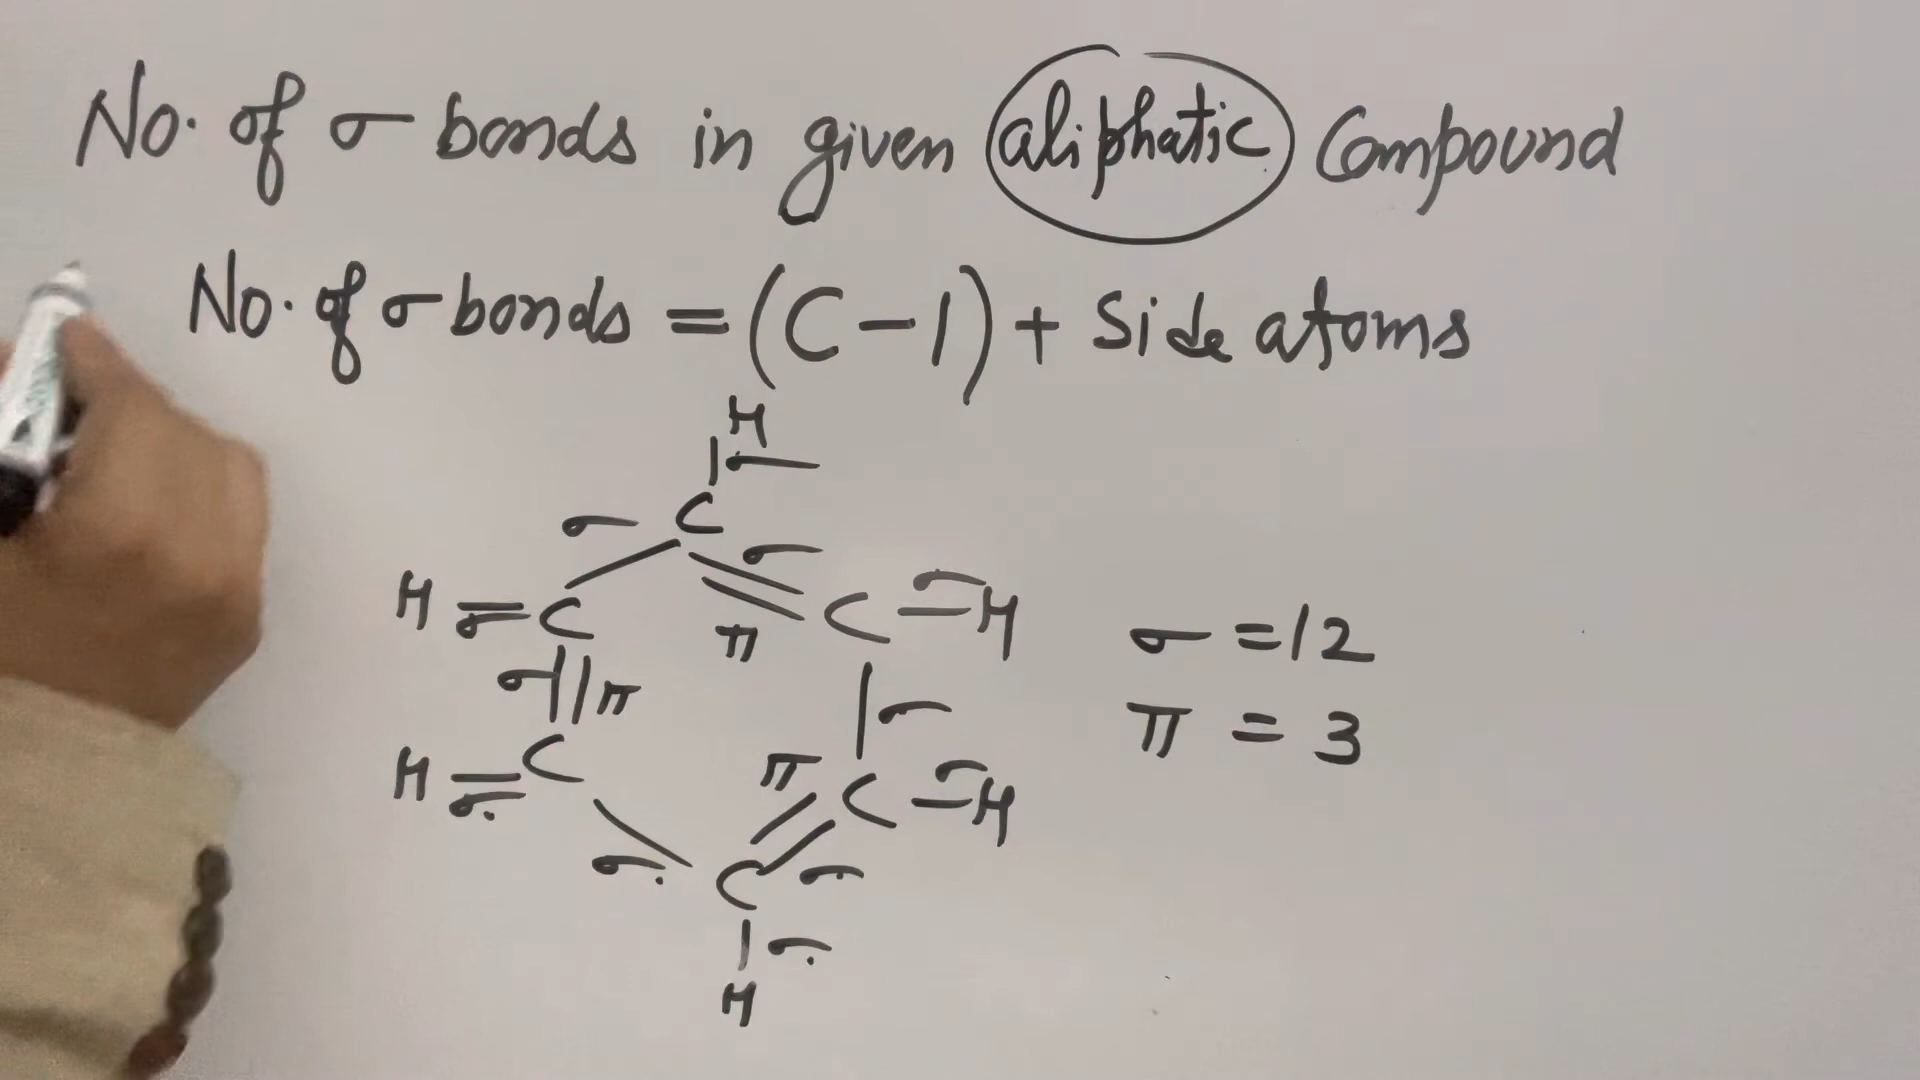 No. of σ bonds in given aliphatic Compound
No. of σ bonds = (C - 1) + Side atoms
H
σ
C
σ
σ
H
σ
C
π
C
σ
H
σ
π
σ
H
σ
C
π
C
σ
H
σ
C
σ
σ
H
σ = 12
π = 3